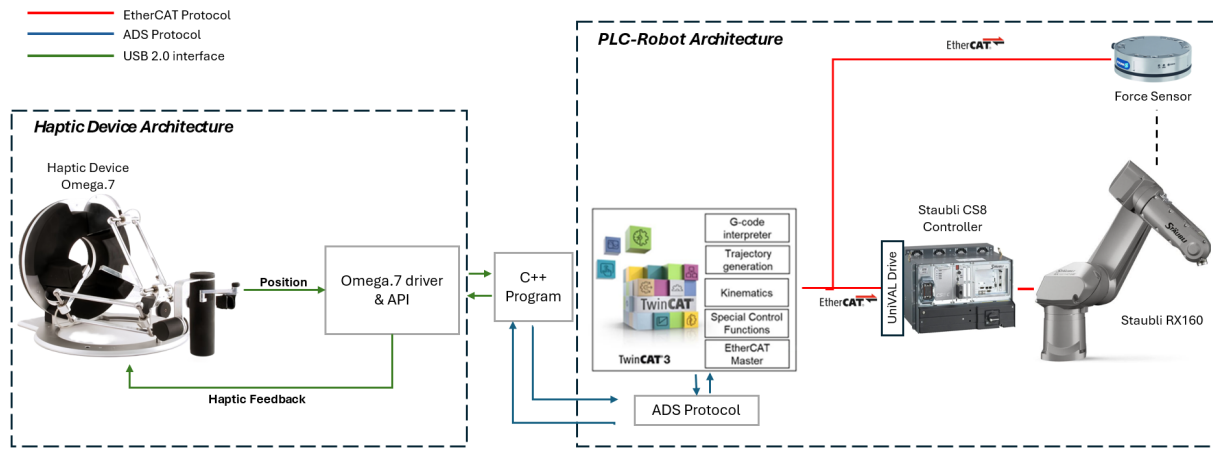 EtherCAT Protocol
ADS Protocol
USB 2.0 interface
Haptic Device Architecture
Haptic Device
Omega.7
Position
Omega.7 driver
& API
Haptic Feedback
C++
Program
PLC-Robot Architecture
EtherCAT
Force Sensor
TwinCAT
TwinCAT®3
G-code
interpreter
Trajectory
generation
Kinematics
Special Control
Functions
EtherCAT
Master
ADS Protocol
EtherCAT
UniVAL Drive
Staubli CS8
Controller
STÄUBLI
Staubli RX160